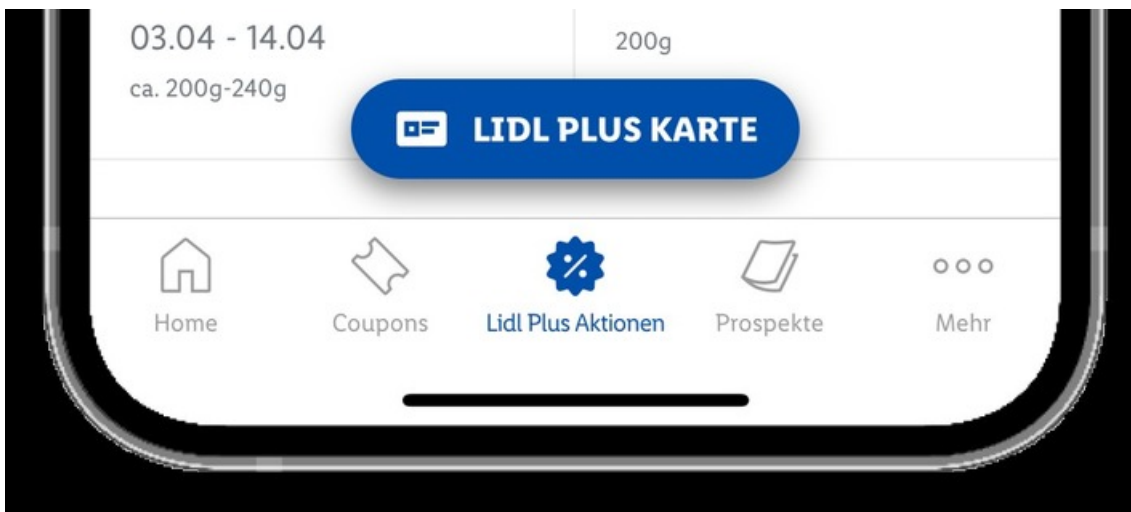 03.04 - 14.04
ca. 200g-240g
200g
LIDL PLUS KARTE
Home
Coupons
Lidl Plus Aktionen
Prospekte
Mehr